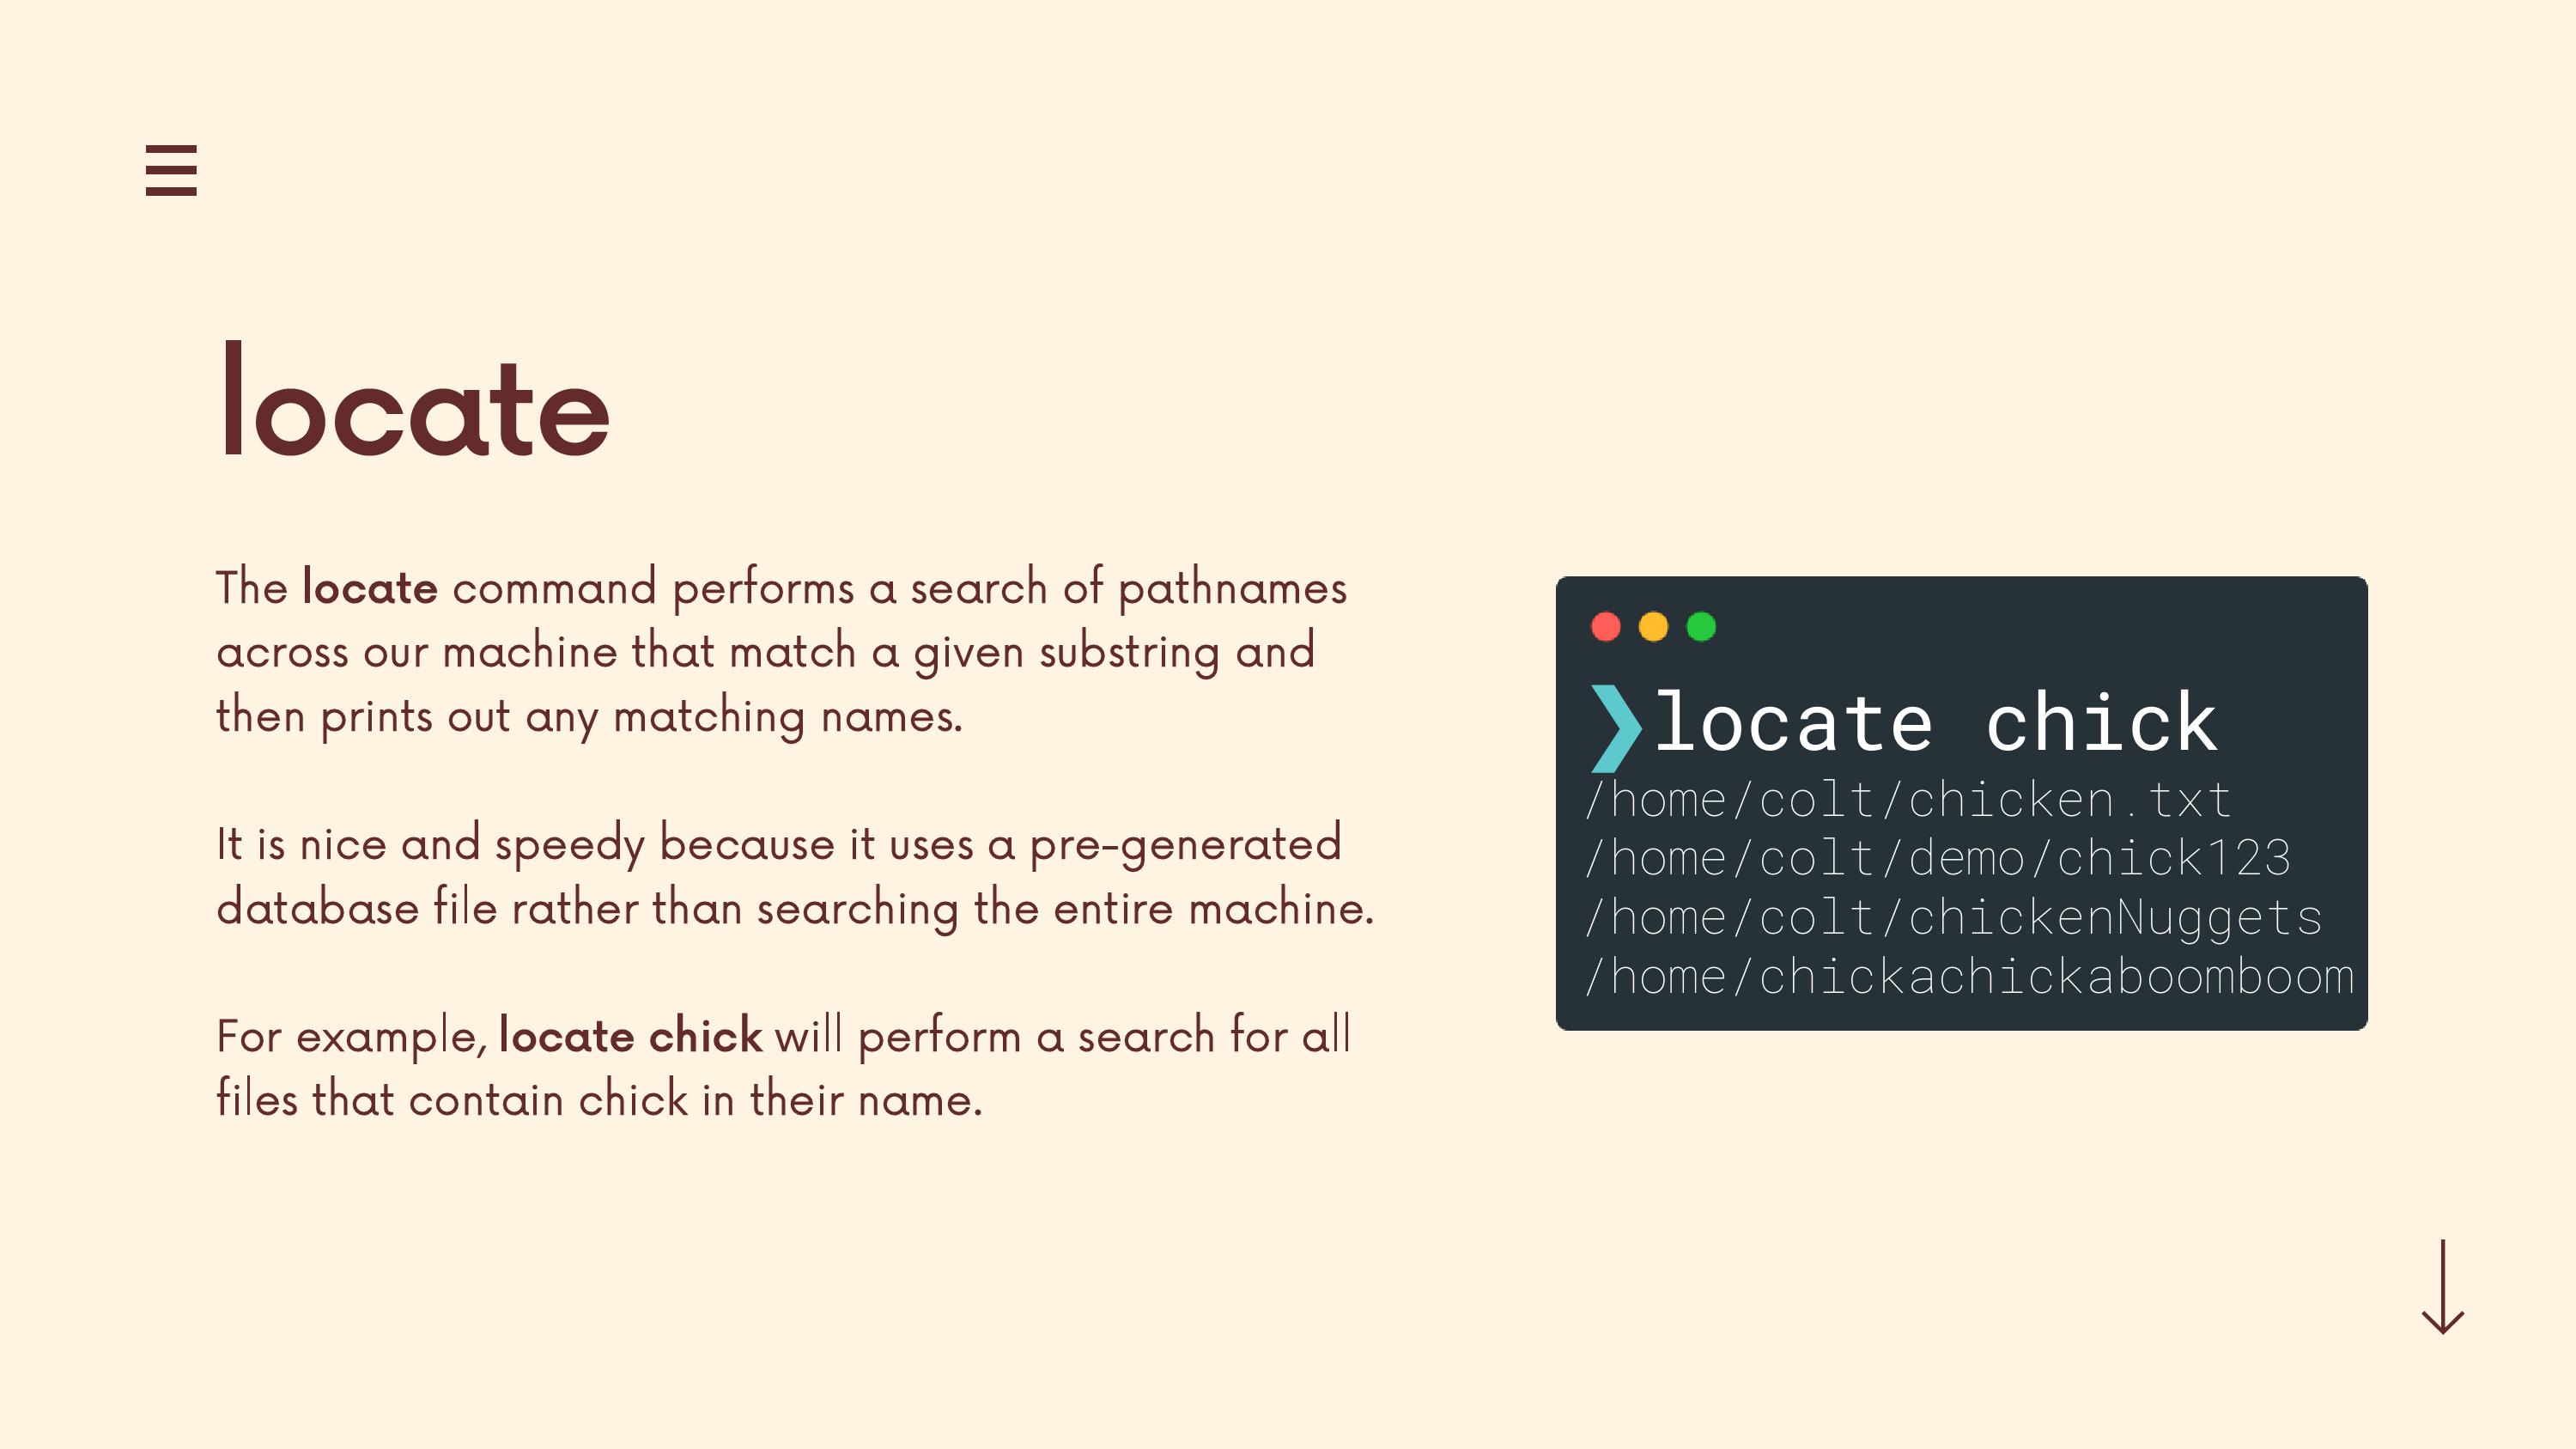 locate
The locate command performs a search of pathnames
across our machine that match a given substring and
then prints out any matching names.
It is nice and speedy because it uses a pre-generated
database file rather than searching the entire machine.
For example, locate chick will perform a search for all
files that contain chick in their name.
❯locate chick
/home/colt/chicken.txt
/home/colt/demo/chick123
/home/colt/chickenNuggets
/home/chickachickaboomboom